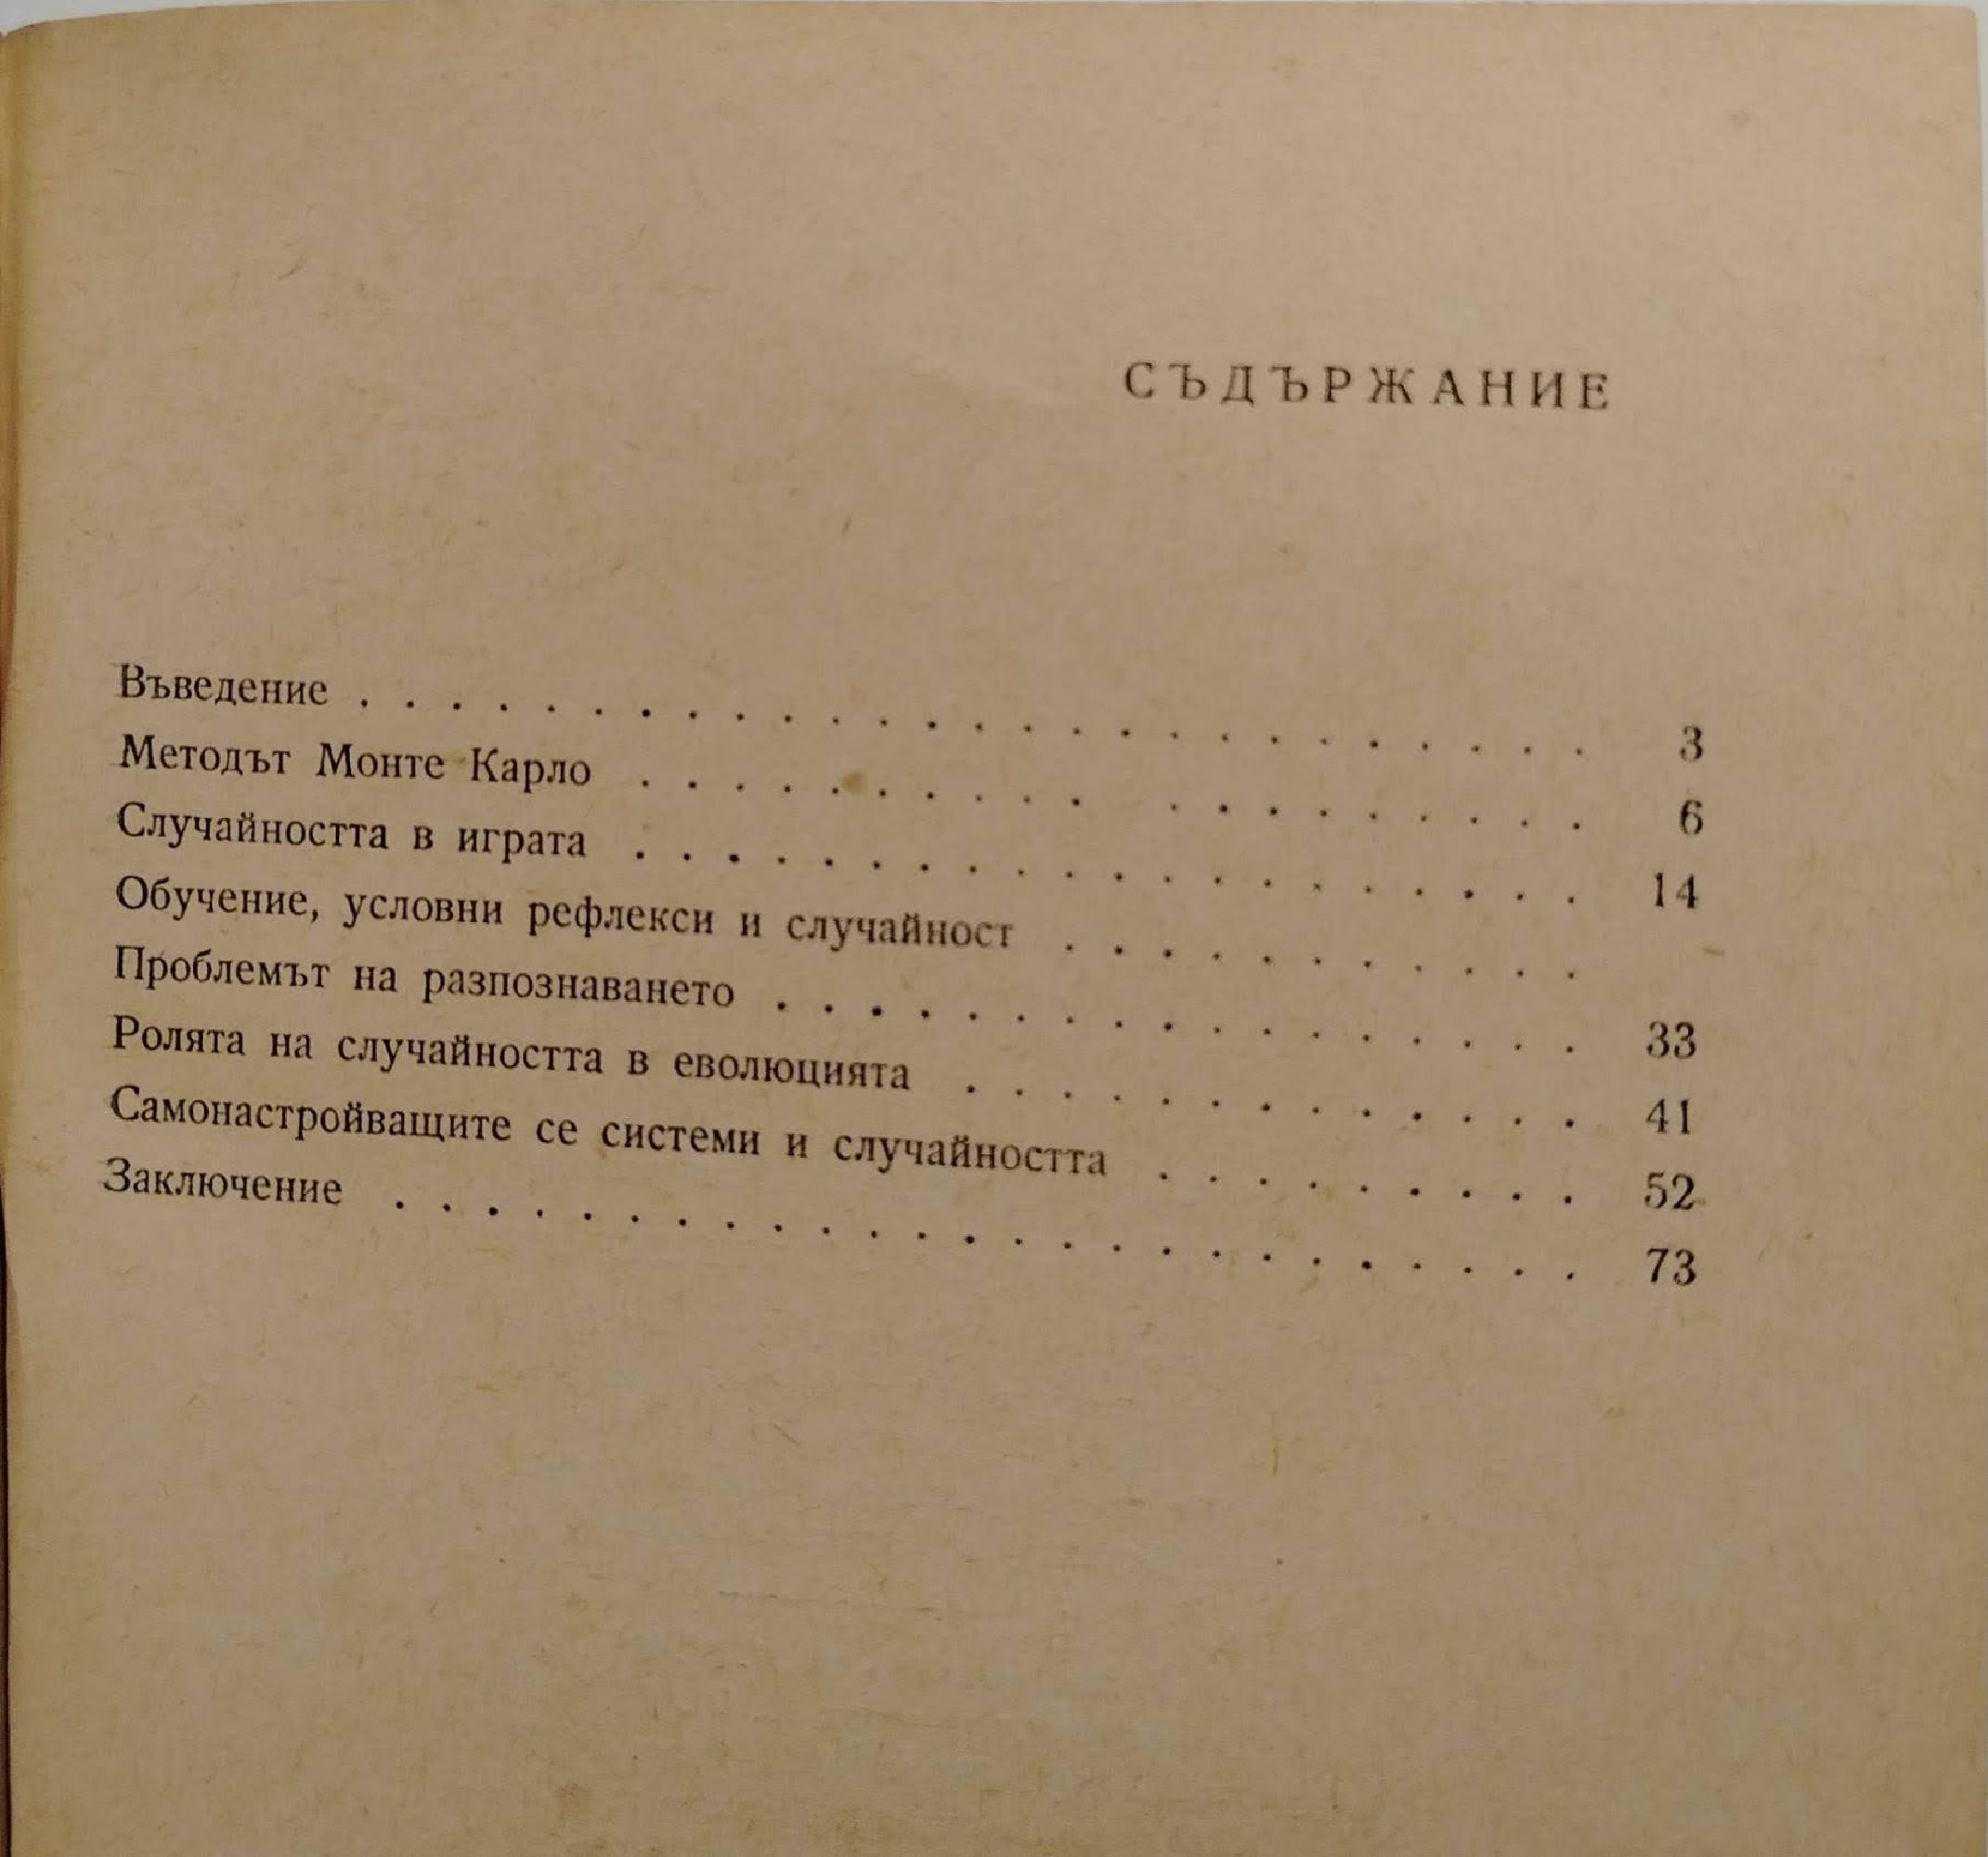 СЪДЪРЖАНИЕ
Въведение . . . . . . . . . . . . . . . . . . . . . . . . . . 3
Методът Монте Карло . . . . . . . . . . . . . . . . . . . 6
Случайността в играта . . . . . . . . . . . . . . . . . . . . 14
Обучение, условни рефлекси и случайност . . . . . . . . . . .
Проблемът на разпознаването . . . . . . . . . . . . . . . . . 33
Ролята на случайността в еволюцията . . . . . . . . . . . . . 41
Самонастройващите се системи и случайността . . . . . . . . . 52
Заключение . . . . . . . . . . . . . . . . . . . . . . . . . 73